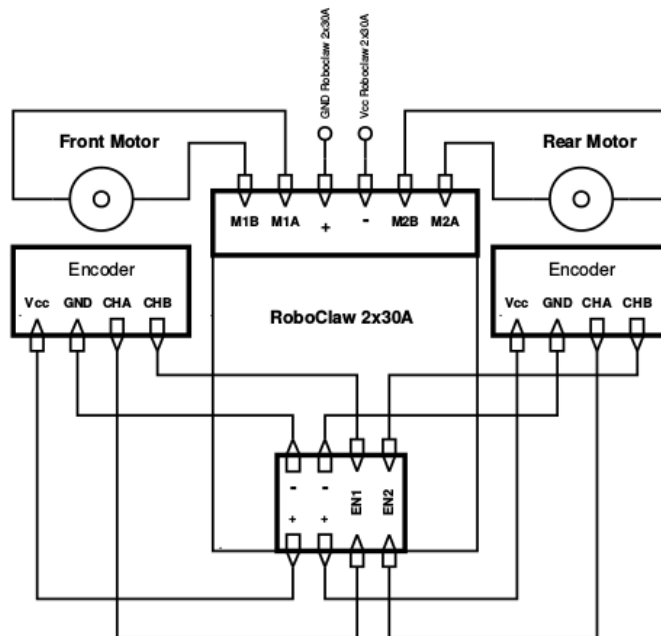 GND Roboclaw 2x30A
Vcc Roboclaw 2x30A
Front Motor
Rear Motor
M1B M1A + - M2B M2A
Encoder
Vcc GND CHA CHB
RoboClaw 2x30A
Encoder
Vcc GND CHA CHB
- - EN1 EN2
+ +